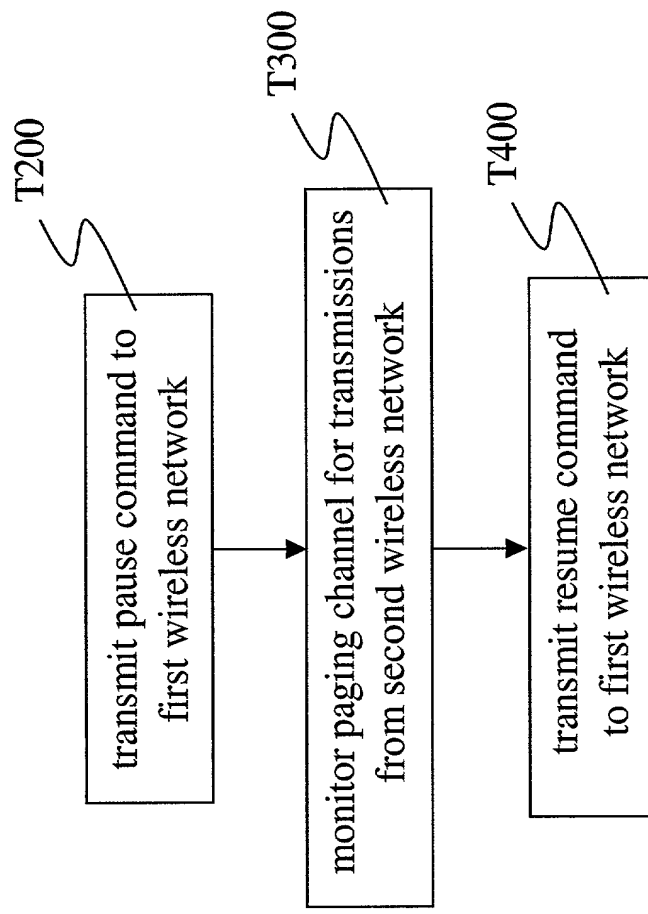 T200
transmit pause command to
first wireless network
T300
monitor paging channel for transmissions
from second wireless network
T400
transmit resume command
to first wireless network